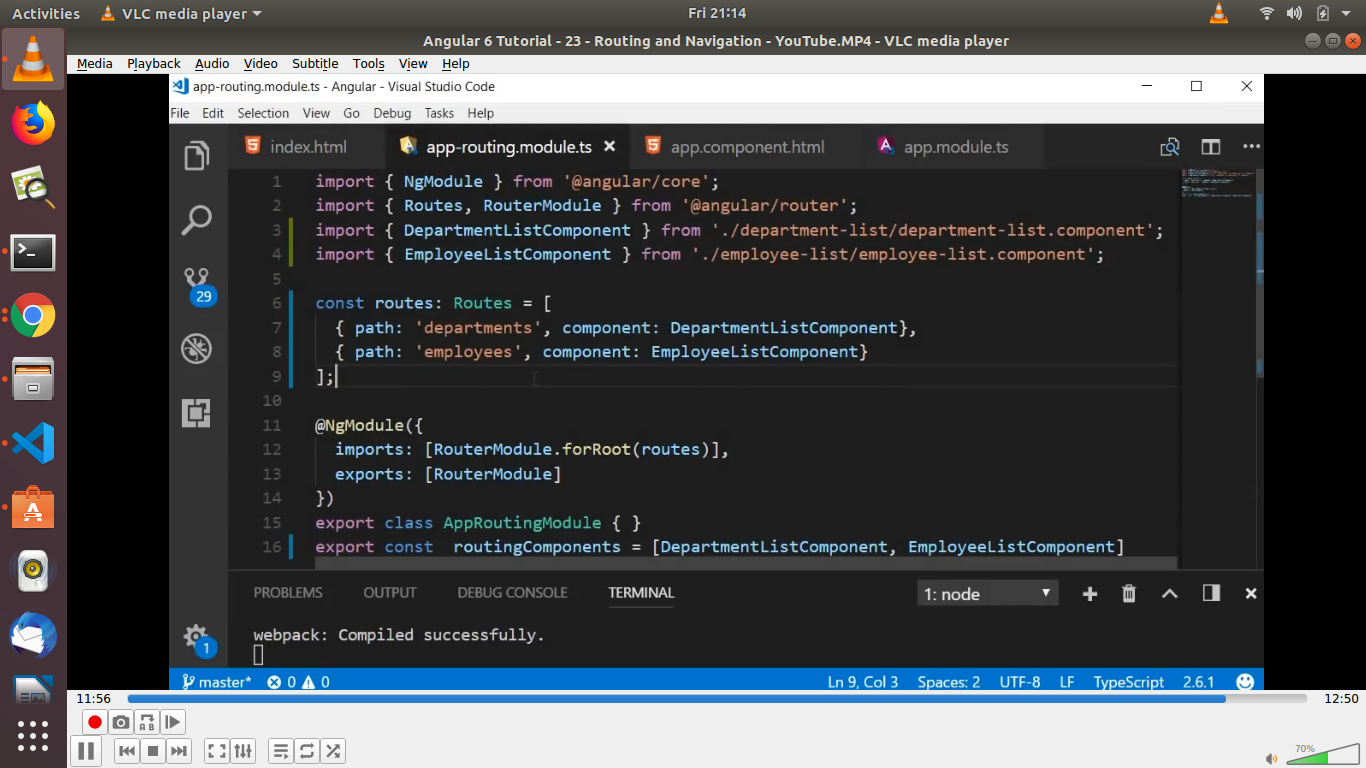 Activities VLC media player Fri 21:14
Angular 6 Tutorial - 23 - Routing and Navigation - YouTube.MP4 - VLC media player
Media Playback Audio Video Subtitle Tools View Help
app-routing.module.ts - Angular - Visual Studio Code
File Edit Selection View Go Debug Tasks Help
index.html app-routing.module.ts app.component.html app.module.ts
1 import { NgModule } from '@angular/core';
2 import { Routes, RouterModule } from '@angular/router';
3 import { DepartmentListComponent } from './department-list/department-list.component';
4 import { EmployeeListComponent } from './employee-list/employee-list.component';
5
6 const routes: Routes = [
7 { path: 'departments', component: DepartmentListComponent},
8 { path: 'employees', component: EmployeeListComponent}
9 ];
10
11 @NgModule({
12 imports: [RouterModule.forRoot(routes)],
13 exports: [RouterModule]
14 })
15 export class AppRoutingModule { }
16 export const routingComponents = [DepartmentListComponent, EmployeeListComponent]
29
PROBLEMS OUTPUT DEBUG CONSOLE TERMINAL 1: node
webpack: Compiled successfully.
1
master* 0 0 Ln 9, Col 3 Spaces: 2 UTF-8 LF TypeScript 2.6.1
11:56 12:50
A B
70%